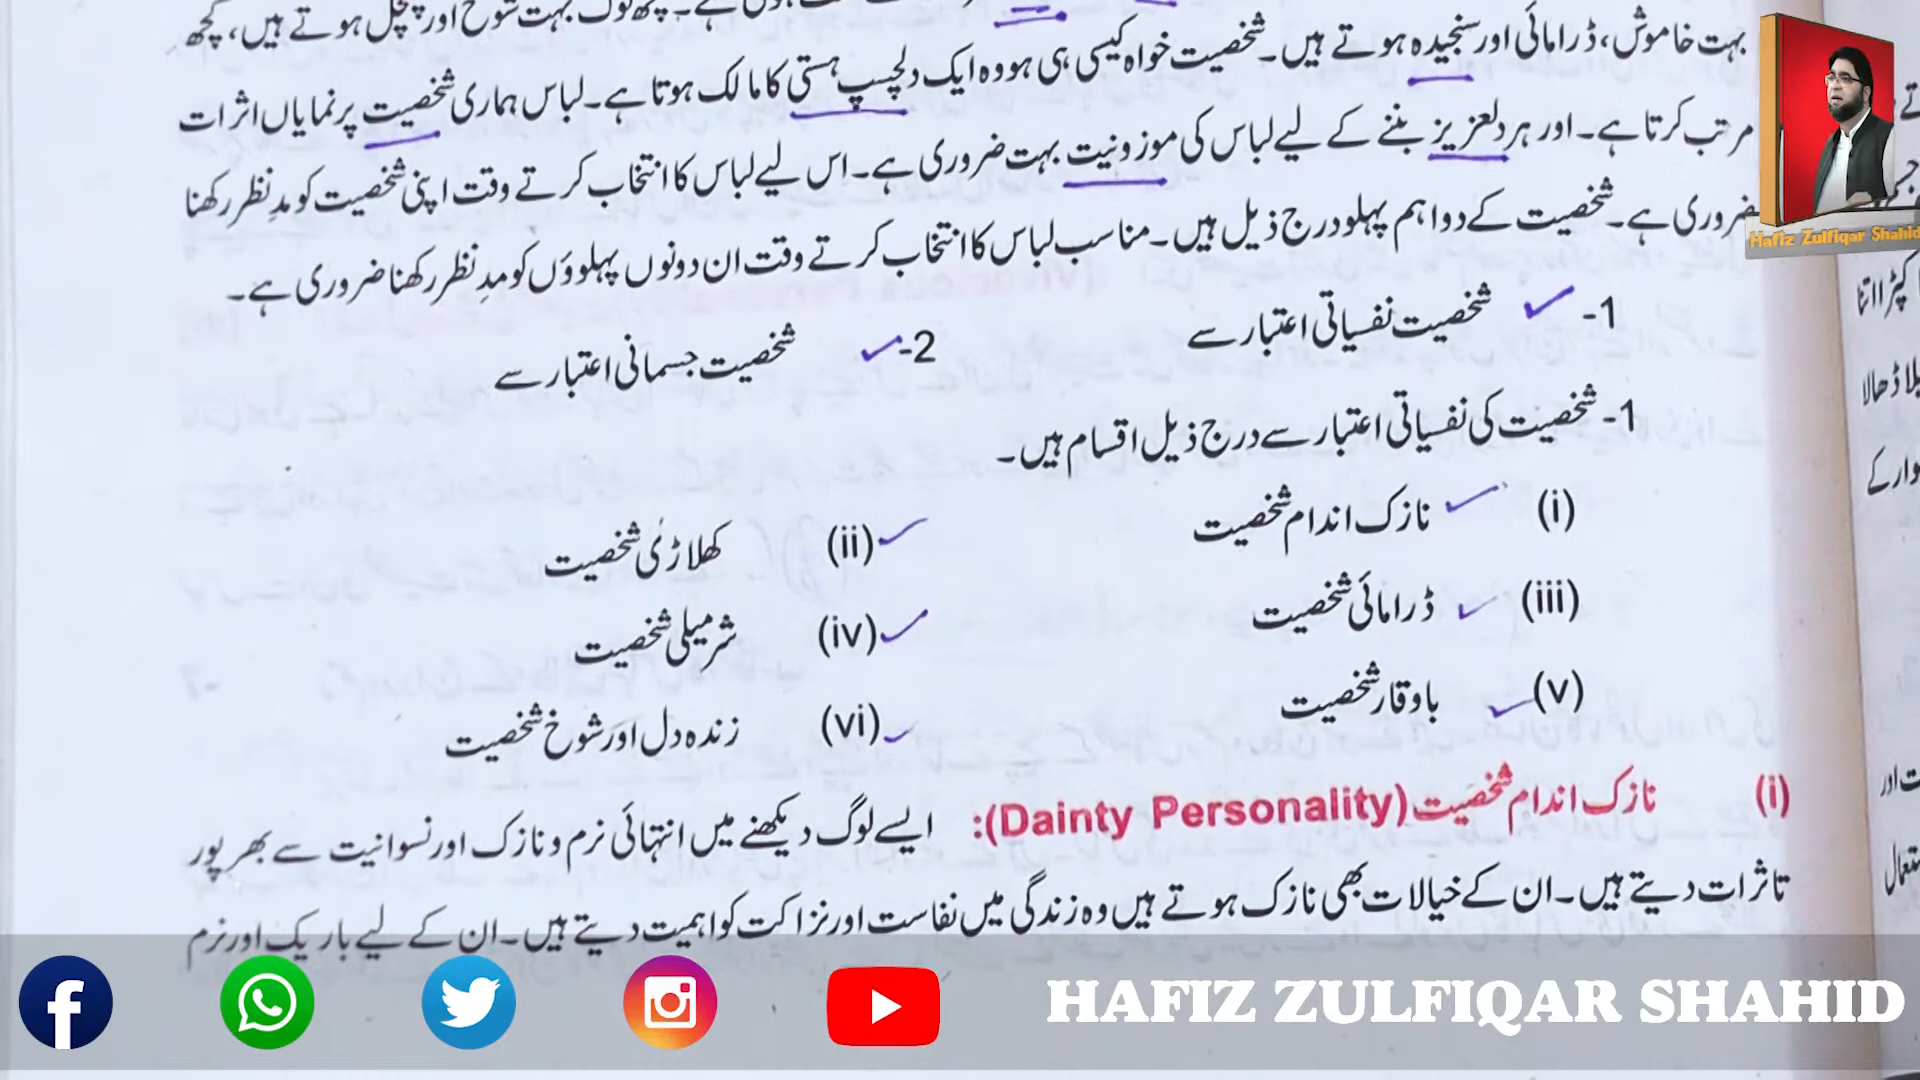 ہے۔ کچھ لوگ بہت شوخ اور چنچل ہوتے ہیں، کچھ
بہت خاموش، ڈرامائی اور سنجیدہ ہوتے ہیں۔ شخصیت خواہ کیسی ہی ہو وہ ایک دلچسپ ہستی کا مالک ہوتا ہے۔ لباس ہماری شخصیت پر نمایاں اثرات
مرتب کرتا ہے۔ اور ہر دلعزیز بننے کے لیے لباس کی موزونیت بہت ضروری ہے۔ اس لیے لباس کا انتخاب کرتے وقت اپنی شخصیت کو مدِنظر رکھنا
ضروری ہے۔ شخصیت کے دو اہم پہلو درج ذیل ہیں۔ مناسب لباس کا انتخاب کرتے وقت ان دونوں پہلوؤں کو مدِنظر رکھنا ضروری ہے۔
1- شخصیت نفسیاتی اعتبار سے
2- شخصیت جسمانی اعتبار سے
1- شخصیت کی نفسیاتی اعتبار سے درج ذیل اقسام ہیں۔
(i) نازک اندام شخصیت
(ii) کھلاڑی شخصیت
(iii) ڈرامائی شخصیت
(iv) شرمیلی شخصیت
(v) باوقار شخصیت
(vi) زندہ دل اور شوخ شخصیت
(i) نازک اندام شخصیت (Dainty Personality): ایسے لوگ دیکھنے میں انتہائی نرم و نازک اور نسوانیت سے بھرپور
تاثرات دیتے ہیں۔ ان کے خیالات بھی نازک ہوتے ہیں وہ زندگی میں نفاست اور نزاکت کو اہمیت دیتے ہیں۔ ان کے لیے باریک اور نرم
Hafiz Zulfiqar Shahid
کپڑا اتنا
ڈھالا
وار کے
HAFIZ ZULFIQAR SHAHID